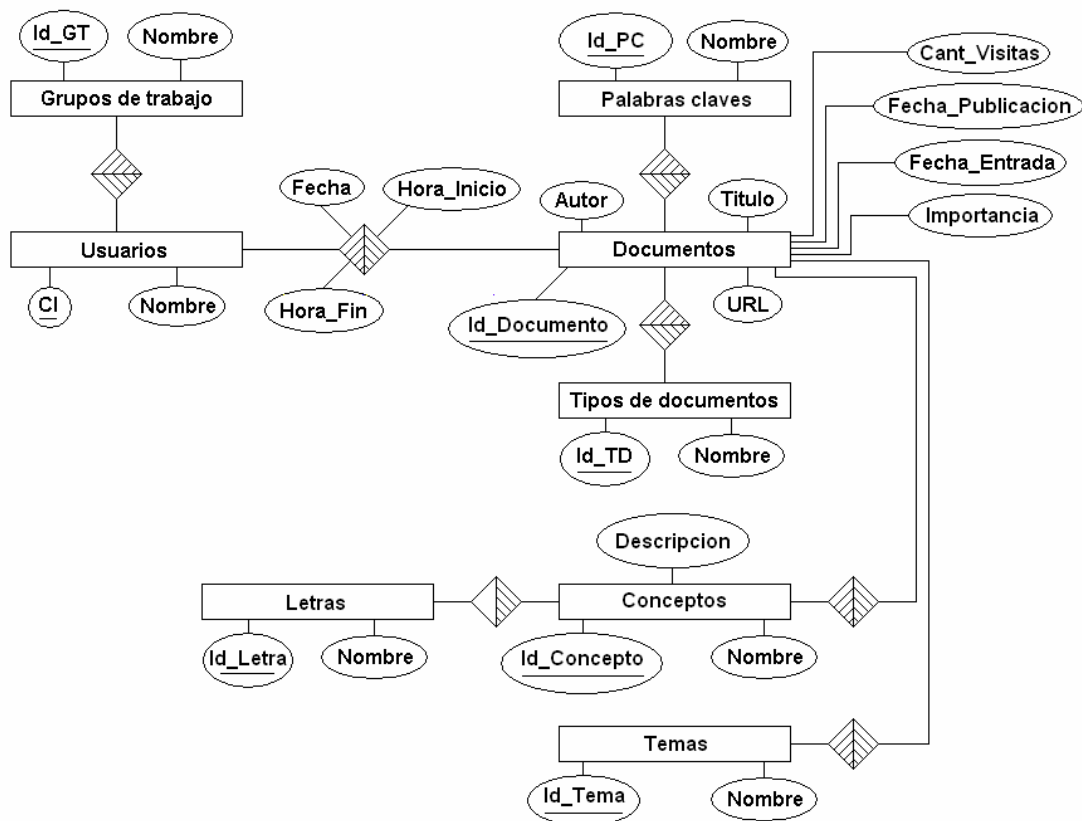 Id_GT
Nombre
Id_PC
Nombre
Cant_Visitas
Grupos de trabajo
Palabras claves
Fecha_Publicacion
Fecha_Entrada
Fecha
Hora_Inicio
Autor
Titulo
Importancia
Usuarios
Documentos
CI
Nombre
Hora_Fin
Id_Documento
URL
Tipos de documentos
Id_TD
Nombre
Descripcion
Letras
Conceptos
Id_Letra
Nombre
Id_Concepto
Nombre
Temas
Id_Tema
Nombre